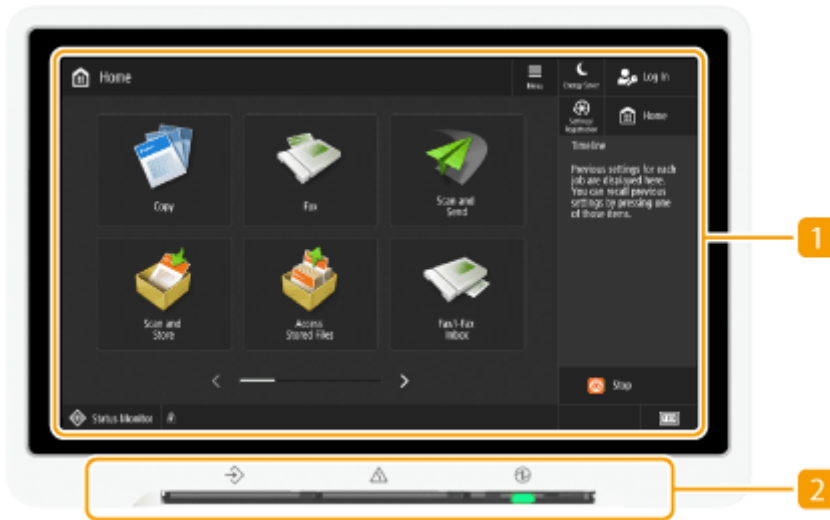 Home
Menu
Energy Saver
Log In
Settings/
Registration
Home
Timeline
Previous settings for each
job are displayed here.
You can recall previous
settings by pressing one
of those items.
Copy
Fax
Scan and
Send
Scan and
Store
Access
Stored Files
Fax/I-Fax
Inbox
Stop
Status Monitor
1
2